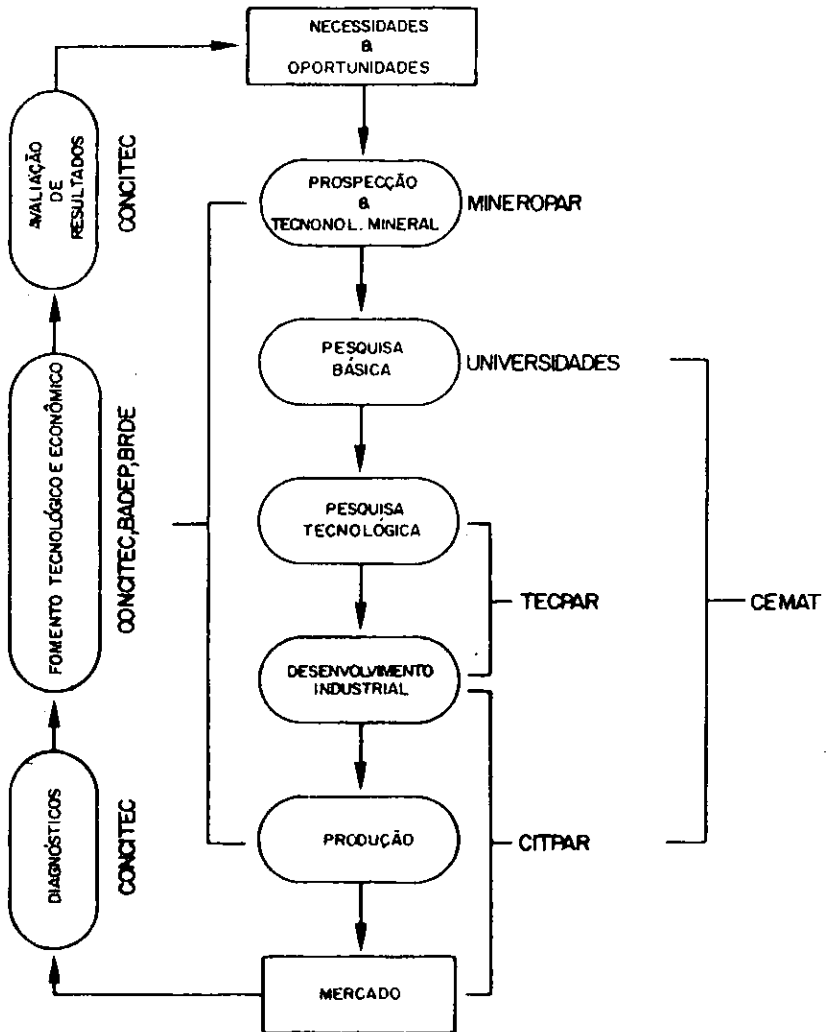 NECESSIDADES
&
OPORTUNIDADES
PROSPECÇÃO
&
TECNONOL. MINERAL
MINEROPAR
PESQUISA
BÁSICA
UNIVERSIDADES
PESQUISA
TECNOLÓGICA
TECPAR
CEMAT
DESENVOLVIMENTO
INDUSTRIAL
PRODUÇÃO
CITPAR
MERCADO
DIAGNÓSTICOS
CONCITEC
FOMENTO TECNOLÓGICO E ECONÔMICO
CONCITEC, BADEP, BRDE
AVALIAÇÃO
DE
RESULTADOS
CONCITEC